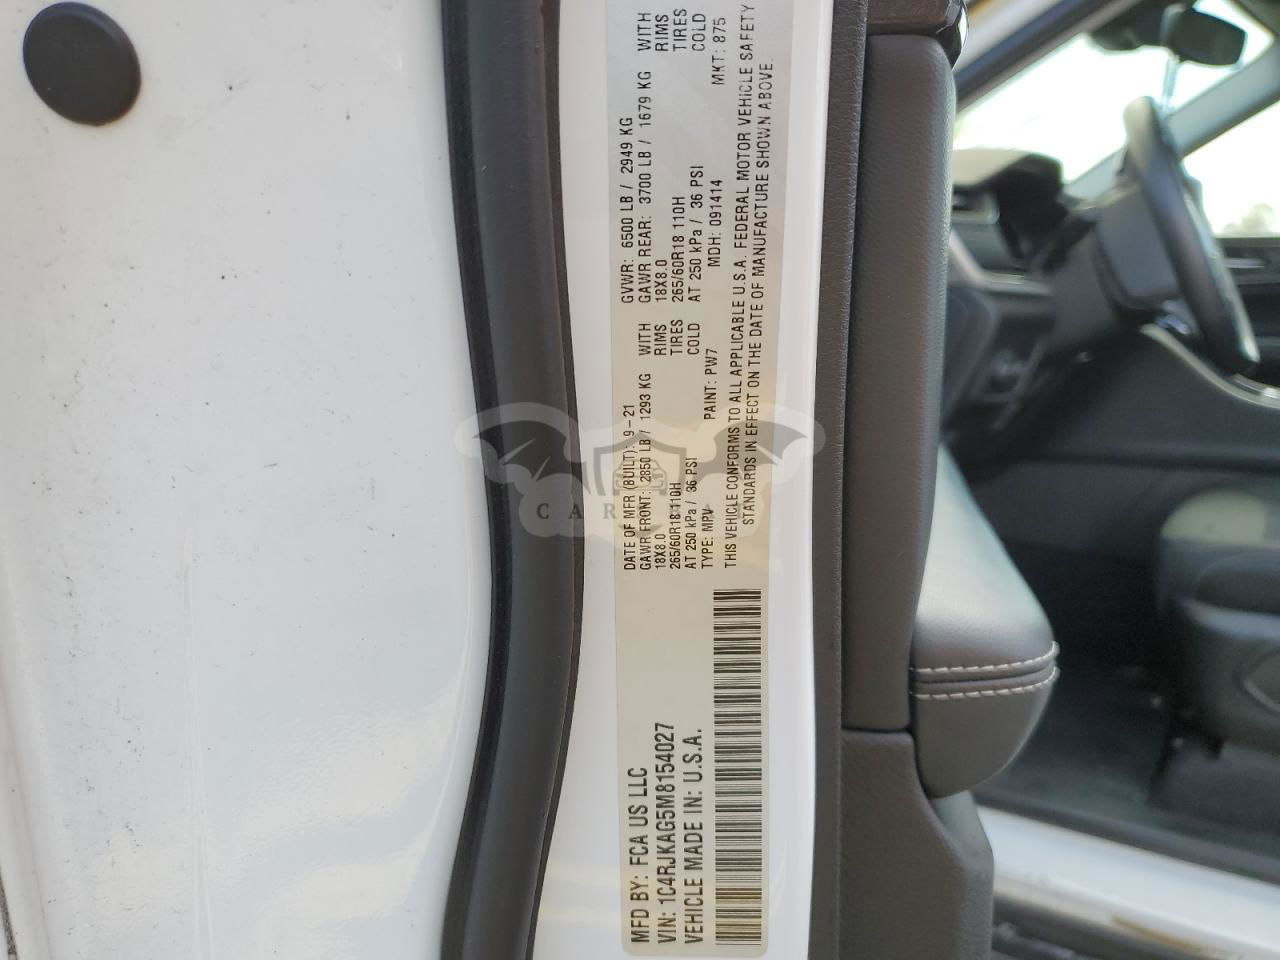 MFD BY: FCA US LLC
VIN: 1C4RJKAG5M8154027
VEHICLE MADE IN: U.S.A.
DATE OF MFR (BUILT): 9-21
GVWR: 6500 LB / 2949 KG
GAWR FRONT: 2850 LB / 1293 KG WITH
GAWR REAR: 3700 LB / 1679 KG WITH
18X8.0 RIMS
18X8.0 RIMS
265/60R18 110H TIRES
265/60R18 110H TIRES
AT 250 kPa / 36 PSI COLD
AT 250 kPa / 36 PSI COLD
TYPE: MPV PAINT: PW7 MDH: 091414 MKT: 875
THIS VEHICLE CONFORMS TO ALL APPLICABLE U.S.A. FEDERAL MOTOR VEHICLE SAFETY
STANDARDS IN EFFECT ON THE DATE OF MANUFACTURE SHOWN ABOVE.